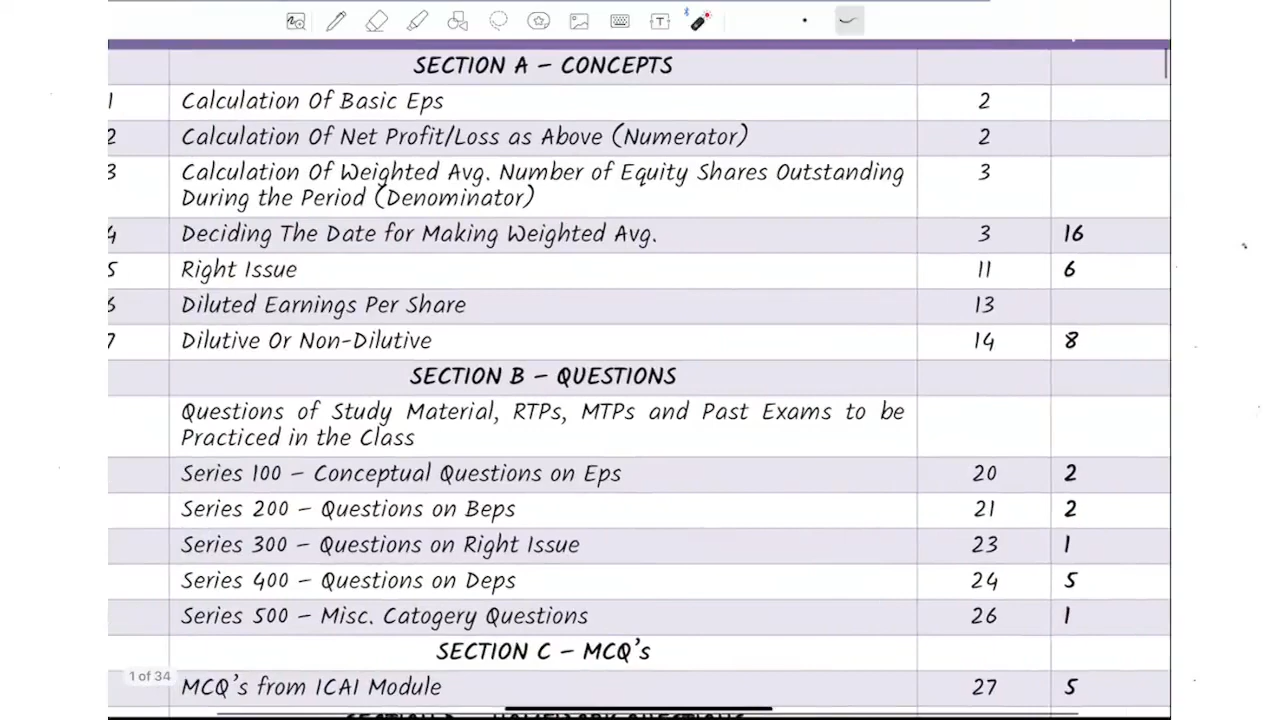 SECTION A – CONCEPTS
1 Calculation Of Basic Eps 2
2 Calculation Of Net Profit/Loss as Above (Numerator) 2
3 Calculation Of Weighted Avg. Number of Equity Shares Outstanding 3
During the Period (Denominator)
4 Deciding The Date for Making Weighted Avg. 3 16
5 Right Issue 11 6
6 Diluted Earnings Per Share 13
7 Dilutive Or Non-Dilutive 14 8
SECTION B – QUESTIONS
Questions of Study Material, RTPs, MTPs and Past Exams to be
Practiced in the Class
Series 100 – Conceptual Questions on Eps 20 2
Series 200 – Questions on Beps 21 2
Series 300 – Questions on Right Issue 23 1
Series 400 – Questions on Deps 24 5
Series 500 – Misc. Catogery Questions 26 1
SECTION C – MCQ's
1 of 34
MCQ's from ICAI Module 27 5